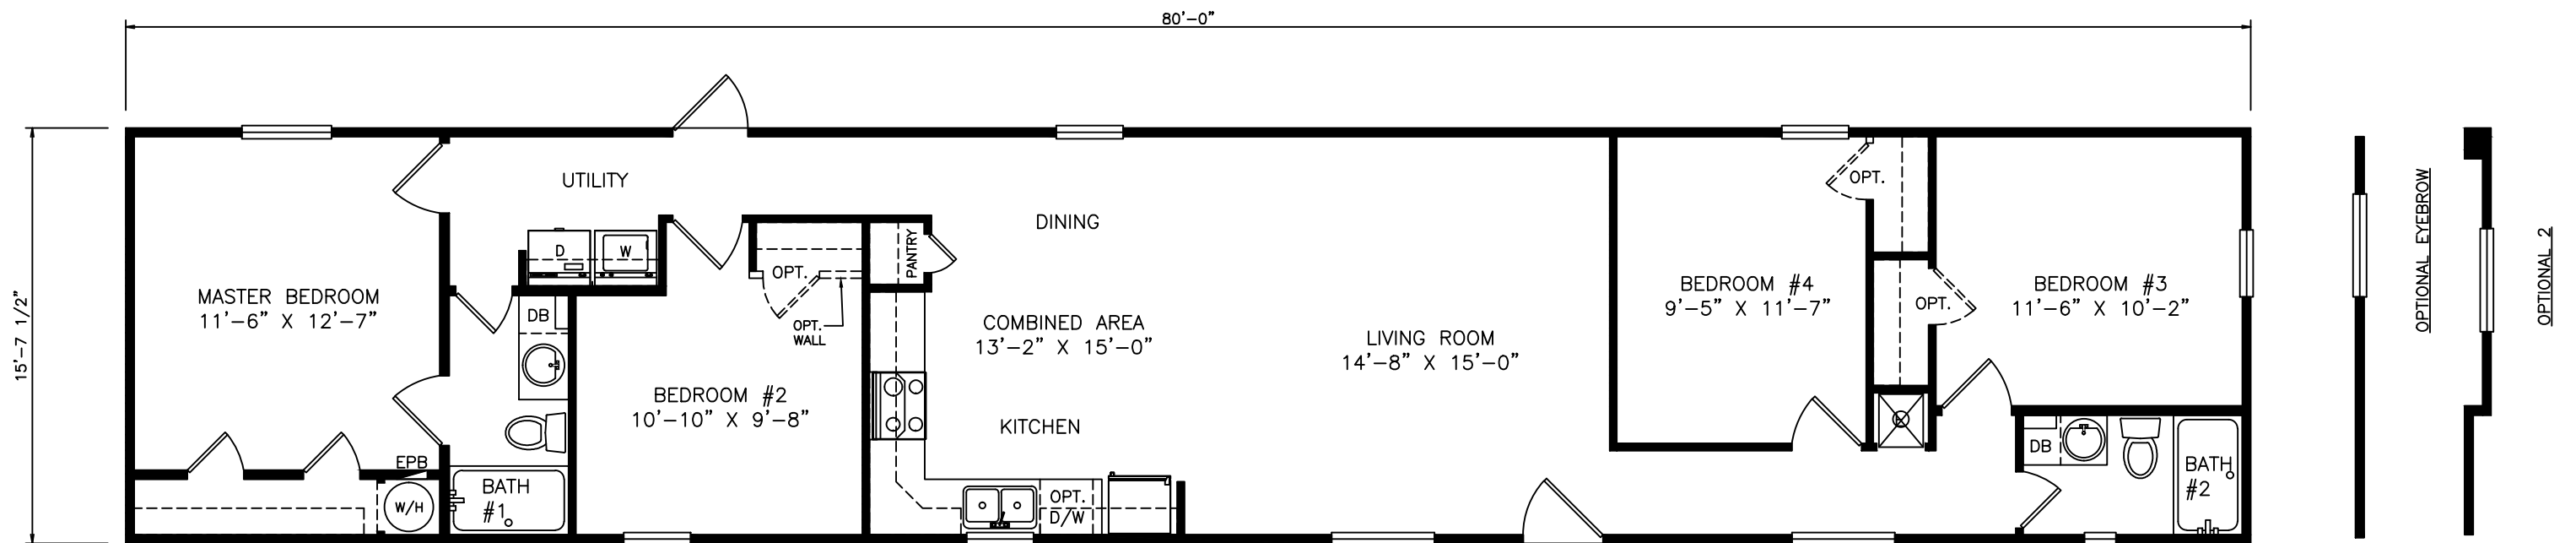 80'-0"
15'-7 1/2"
UTILITY
D
W
MASTER BEDROOM
11'-6" X 12'-7"
DB
EPB
W/H
BATH
#1
OPT.
OPT.
WALL
BEDROOM #2
10'-10" X 9'-8"
PANTRY
DINING
COMBINED AREA
13'-2" X 15'-0"
KITCHEN
OPT.
D/W
LIVING ROOM
14'-8" X 15'-0"
BEDROOM #4
9'-5" X 11'-7"
OPT.
OPT.
BEDROOM #3
11'-6" X 10'-2"
DB
BATH
#2
OPTIONAL EYEBROW
OPTIONAL 2